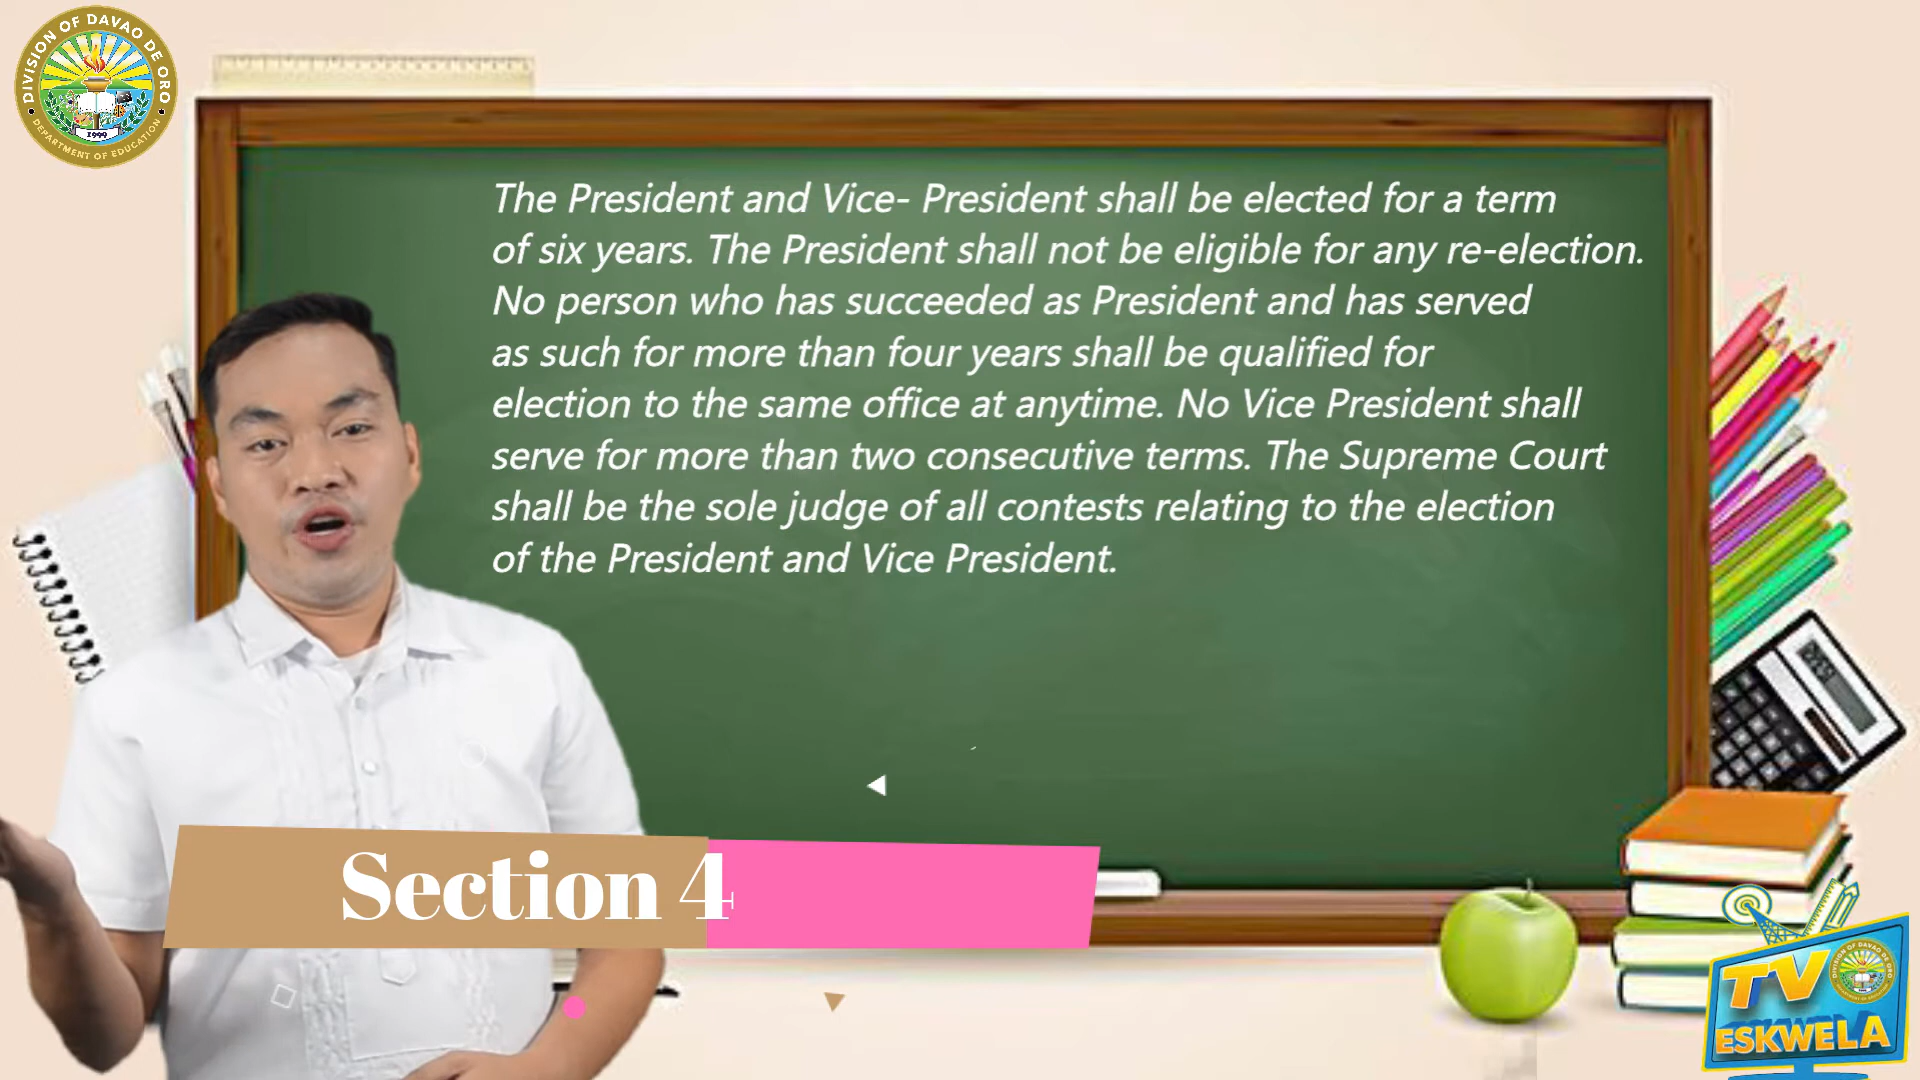 DIVISION OF DAVAO DE ORO
1999
DEPARTMENT OF EDUCATION
The President and Vice- President shall be elected for a term
of six years. The President shall not be eligible for any re-election.
No person who has succeeded as President and has served
as such for more than four years shall be qualified for
election to the same office at anytime. No Vice President shall
serve for more than two consecutive terms. The Supreme Court
shall be the sole judge of all contests relating to the election
of the President and Vice President.
Section 4
TV
ESKWELA